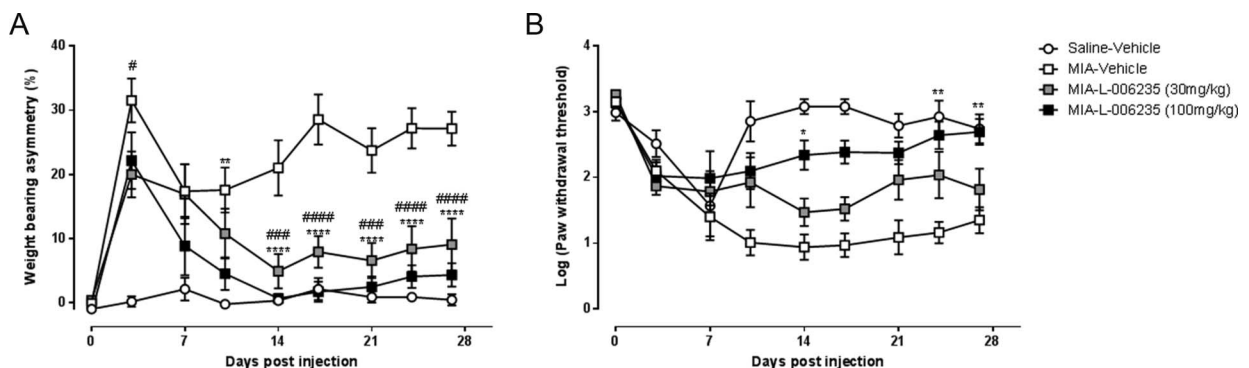 A
Weight bearing asymmetry (%)
40
30
20
10
0
#
**
###
****
####
****
###
****
####
****
####
****
0 7 14 21 28
Days post injection
B
Log (Paw withdrawal threshold)
4
3
2
1
0
*
**
**
0 7 14 21 28
Days post injection
Saline-Vehicle
MIA-Vehicle
MIA-L-006235 (30mg/kg)
MIA-L-006235 (100mg/kg)